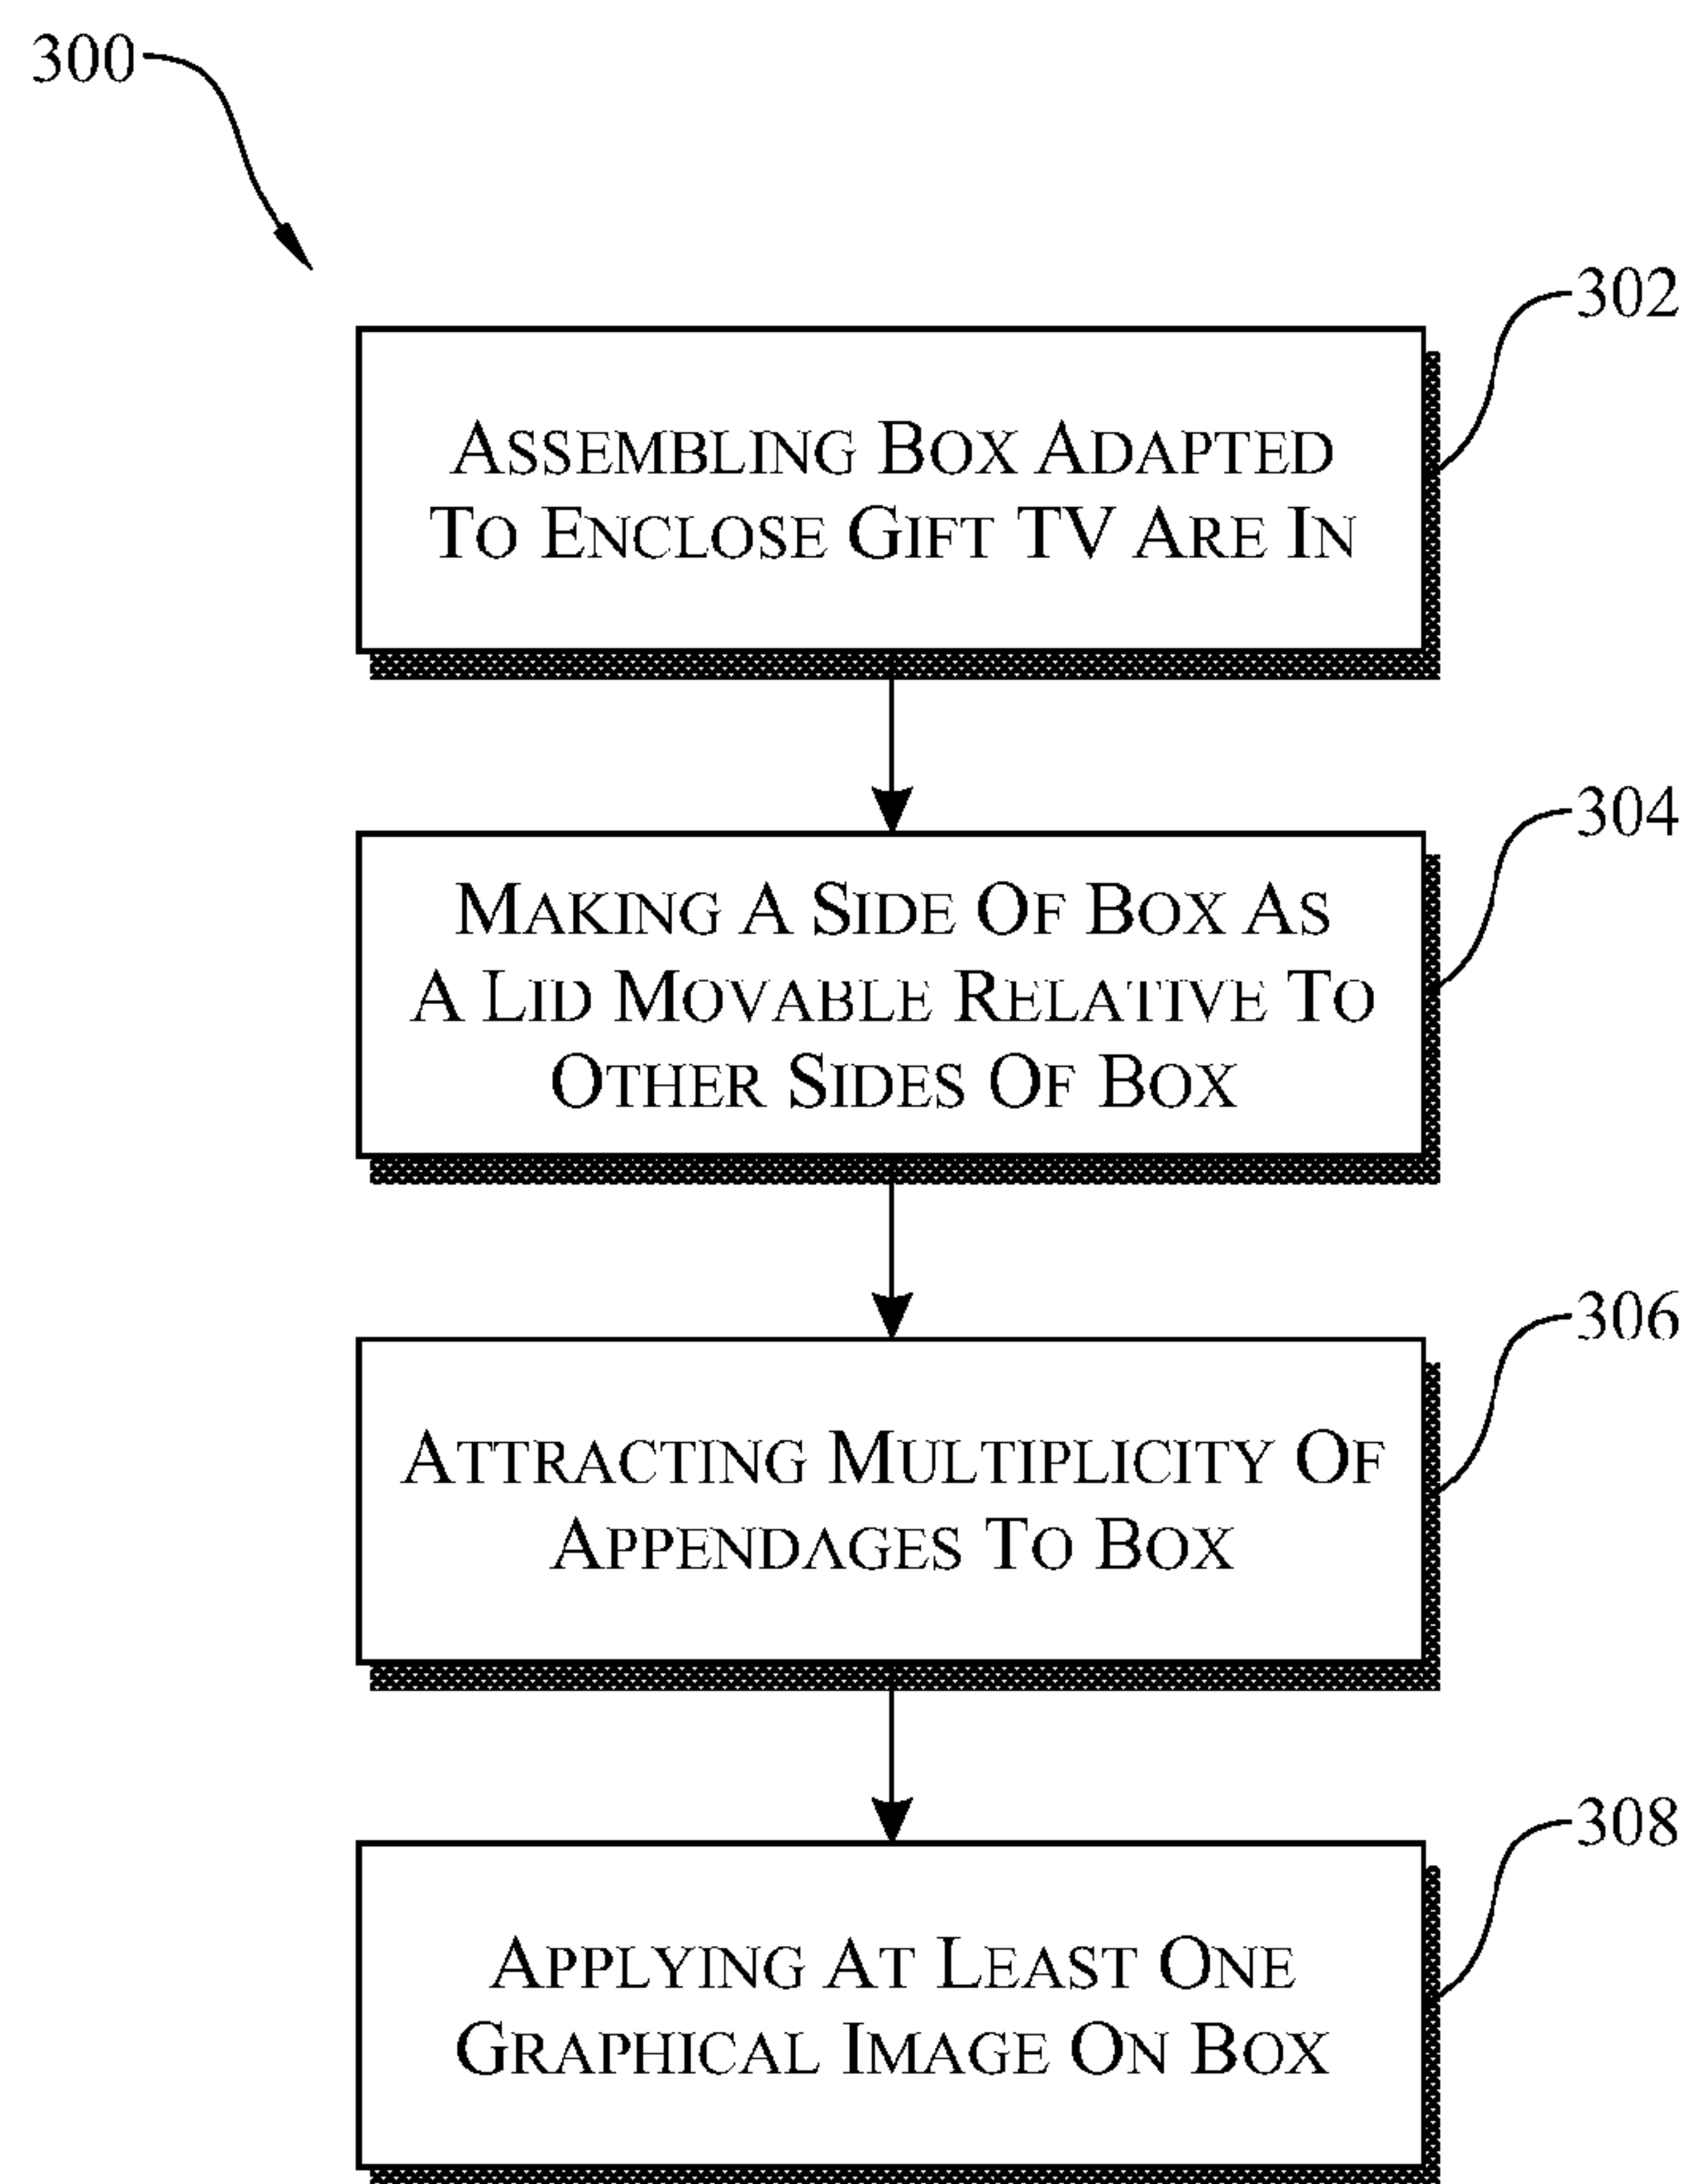 300
302
ASSEMBLING BOX ADAPTED
TO ENCLOSE GIFT TV ARE IN
304
MAKING A SIDE OF BOX AS
A LID MOVABLE RELATIVE TO
OTHER SIDES OF BOX
306
ATTRACTING MULTIPLICITY OF
APPENDAGES TO BOX
308
APPLYING AT LEAST ONE
GRAPHICAL IMAGE ON BOX